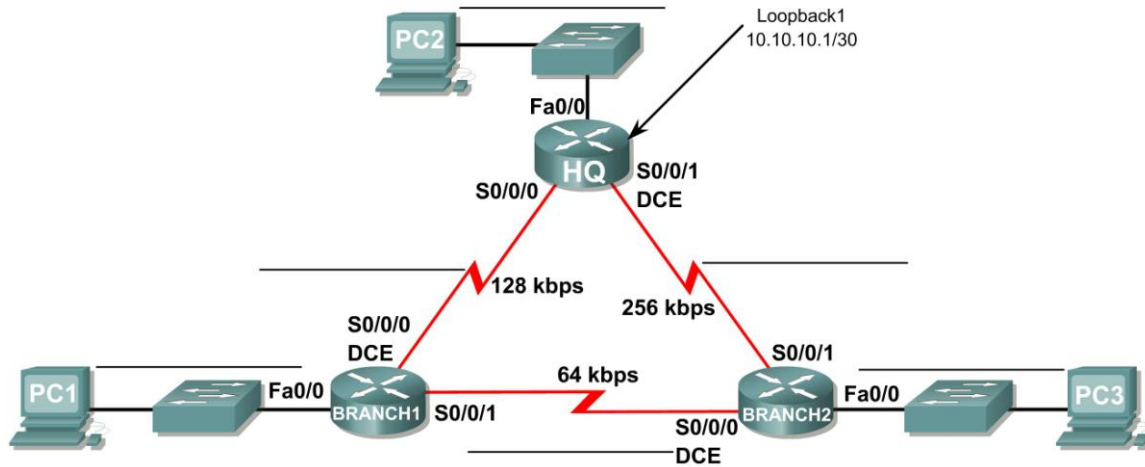 Loopback1
10.10.10.1/30
PC2
Fa0/0
HQ
S0/0/1
DCE
S0/0/0
128 kbps
256 kbps
S0/0/0
DCE
S0/0/1
64 kbps
PC1
Fa0/0
BRANCH1
S0/0/1
BRANCH2
Fa0/0
PC3
S0/0/0
DCE